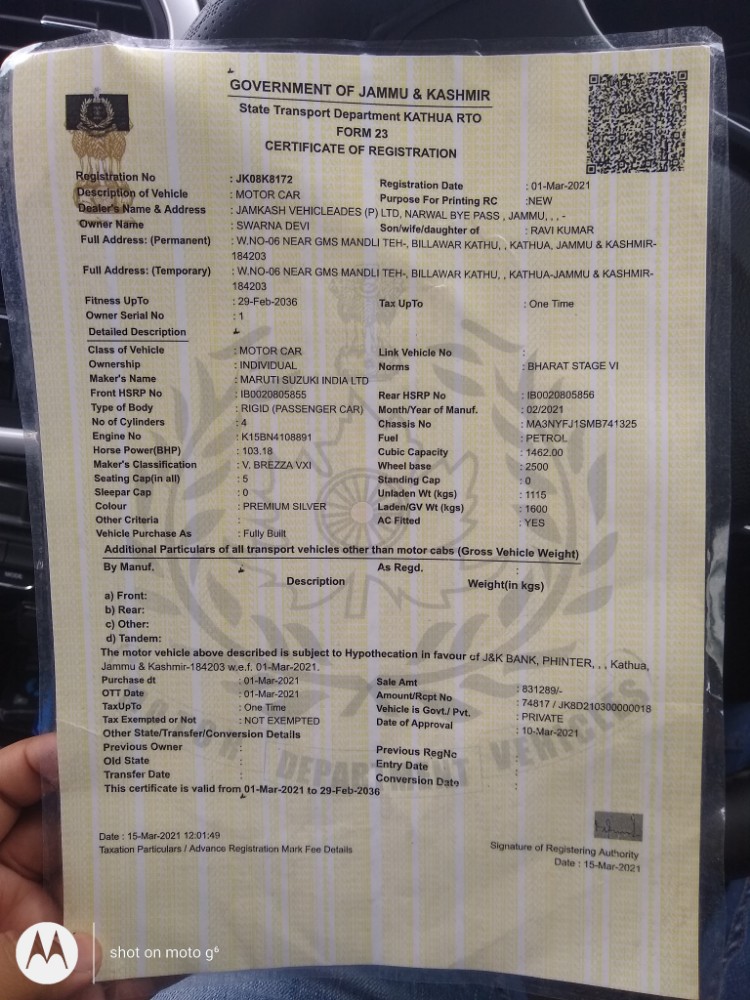 GOVERNMENT OF JAMMU & KASHMIR
State Transport Department KATHUA RTO
FORM 23
CERTIFICATE OF REGISTRATION
Registration No : JK08K8172 Registration Date : 01-Mar-2021
Description of Vehicle : MOTOR CAR Purpose For Printing RC :NEW
Dealer's Name & Address : JAMKASH VEHICLEADES (P) LTD, NARWAL BYE PASS , JAMMU, , , -
Owner Name : SWARNA DEVI Son/wife/daughter of : RAVI KUMAR
Full Address: (Permanent) : W.NO-06 NEAR GMS MANDLI TEH-, BILLAWAR KATHU, , KATHUA, JAMMU & KASHMIR-
184203
Full Address: (Temporary) : W.NO-06 NEAR GMS MANDLI TEH-, BILLAWAR KATHU, , KATHUA-JAMMU & KASHMIR-
184203
Fitness UpTo : 29-Feb-2036 Tax UpTo : One Time
Owner Serial No : 1
Detailed Description
Class of Vehicle : MOTOR CAR Link Vehicle No :
Ownership : INDIVIDUAL Norms : BHARAT STAGE VI
Maker's Name : MARUTI SUZUKI INDIA LTD
Front HSRP No : IB0020805855 Rear HSRP No : IB0020805856
Type of Body : RIGID (PASSENGER CAR) Month/Year of Manuf. : 02/2021
No of Cylinders : 4 Chassis No : MA3NYFJ1SMB741325
Engine No : K15BN4108891 Fuel : PETROL
Horse Power(BHP) : 103.18 Cubic Capacity : 1462.00
Maker's Classification : V. BREZZA VXI Wheel base : 2500
Seating Cap(in all) : 5 Standing Cap : 0
Sleepar Cap : 0 Unladen Wt (kgs) : 1115
Colour : PREMIUM SILVER Laden/GV Wt (kgs) : 1600
Other Criteria : AC Fitted : YES
Vehicle Purchase As : Fully Built
Additional Particulars of all transport vehicles other than motor cabs (Gross Vehicle Weight)
By Manuf. As Regd. :
Description Weight(in kgs)
a) Front:
b) Rear:
c) Other:
d) Tandem:
The motor vehicle above described is subject to Hypothecation in favour of J&K BANK, PHINTER, , , Kathua,
Jammu & Kashmir-184203 w.e.f. 01-Mar-2021.
Purchase dt : 01-Mar-2021 Sale Amt : 831289/-
OTT Date : 01-Mar-2021 Amount/Rcpt No : 74817 / JK8D210300000018
TaxUpTo : One Time Vehicle is Govt./ Pvt. : PRIVATE
Tax Exempted or Not : NOT EXEMPTED Date of Approval : 10-Mar-2021
Other State/Transfer/Conversion Details
Previous Owner : Previous RegNo :
Old State : Entry Date :
Transfer Date : Conversion Date :
This certificate is valid from 01-Mar-2021 to 29-Feb-2036
Date : 15-Mar-2021 12:01:49
Taxation Particulars / Advance Registration Mark Fee Details
Signature of Registering Authority
Date : 15-Mar-2021
DEPARTMENT
VEHICLES
shot on moto g⁶